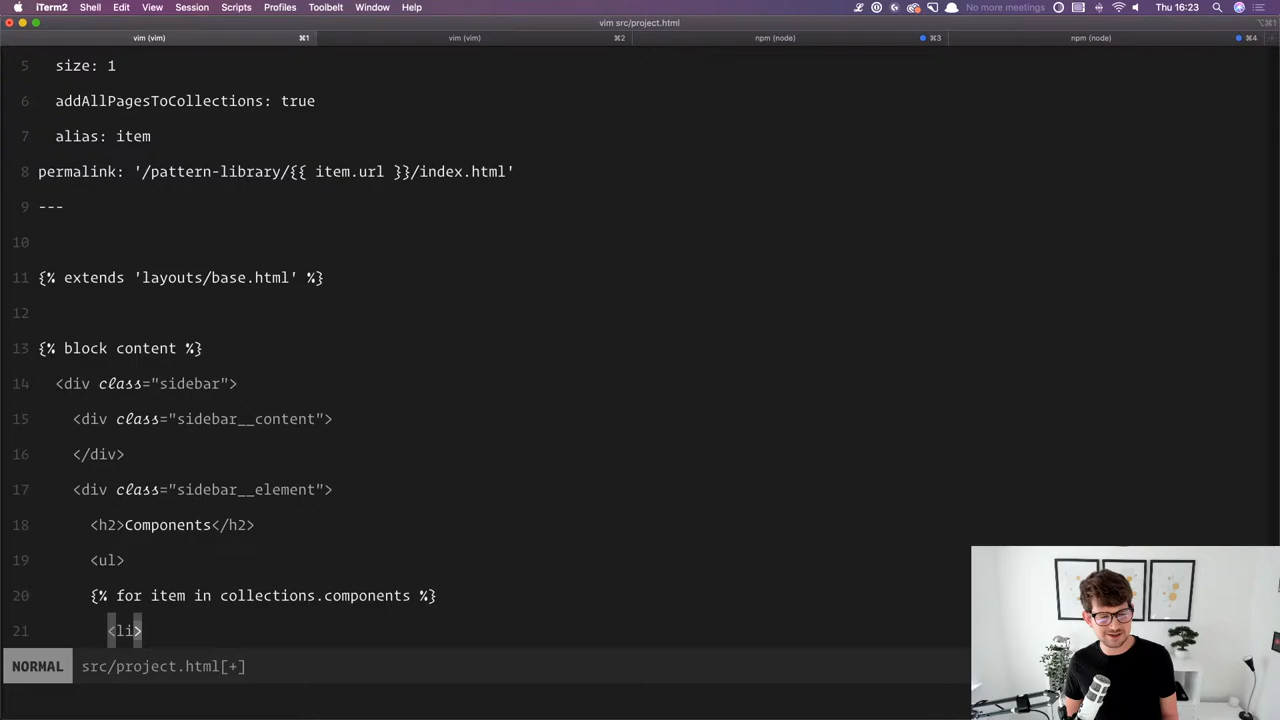 iTerm2 Shell Edit View Session Scripts Profiles Toolbelt Window Help No more meetings Thu 16:23
vim src/project.html ⌥⌘1
vim (vim) ⌘1 vim (vim) ⌘2 npm (node) ⌘3 npm (node) ⌘4
5 size: 1
6 addAllPagesToCollections: true
7 alias: item
8 permalink: '/pattern-library/{{ item.url }}/index.html'
9 ---
10
11 {% extends 'layouts/base.html' %}
12
13 {% block content %}
14 <div class="sidebar">
15 <div class="sidebar__content">
16 </div>
17 <div class="sidebar__element">
18 <h2>Components</h2>
19 <ul>
20 {% for item in collections.components %}
21 <li>
NORMAL src/project.html[+]